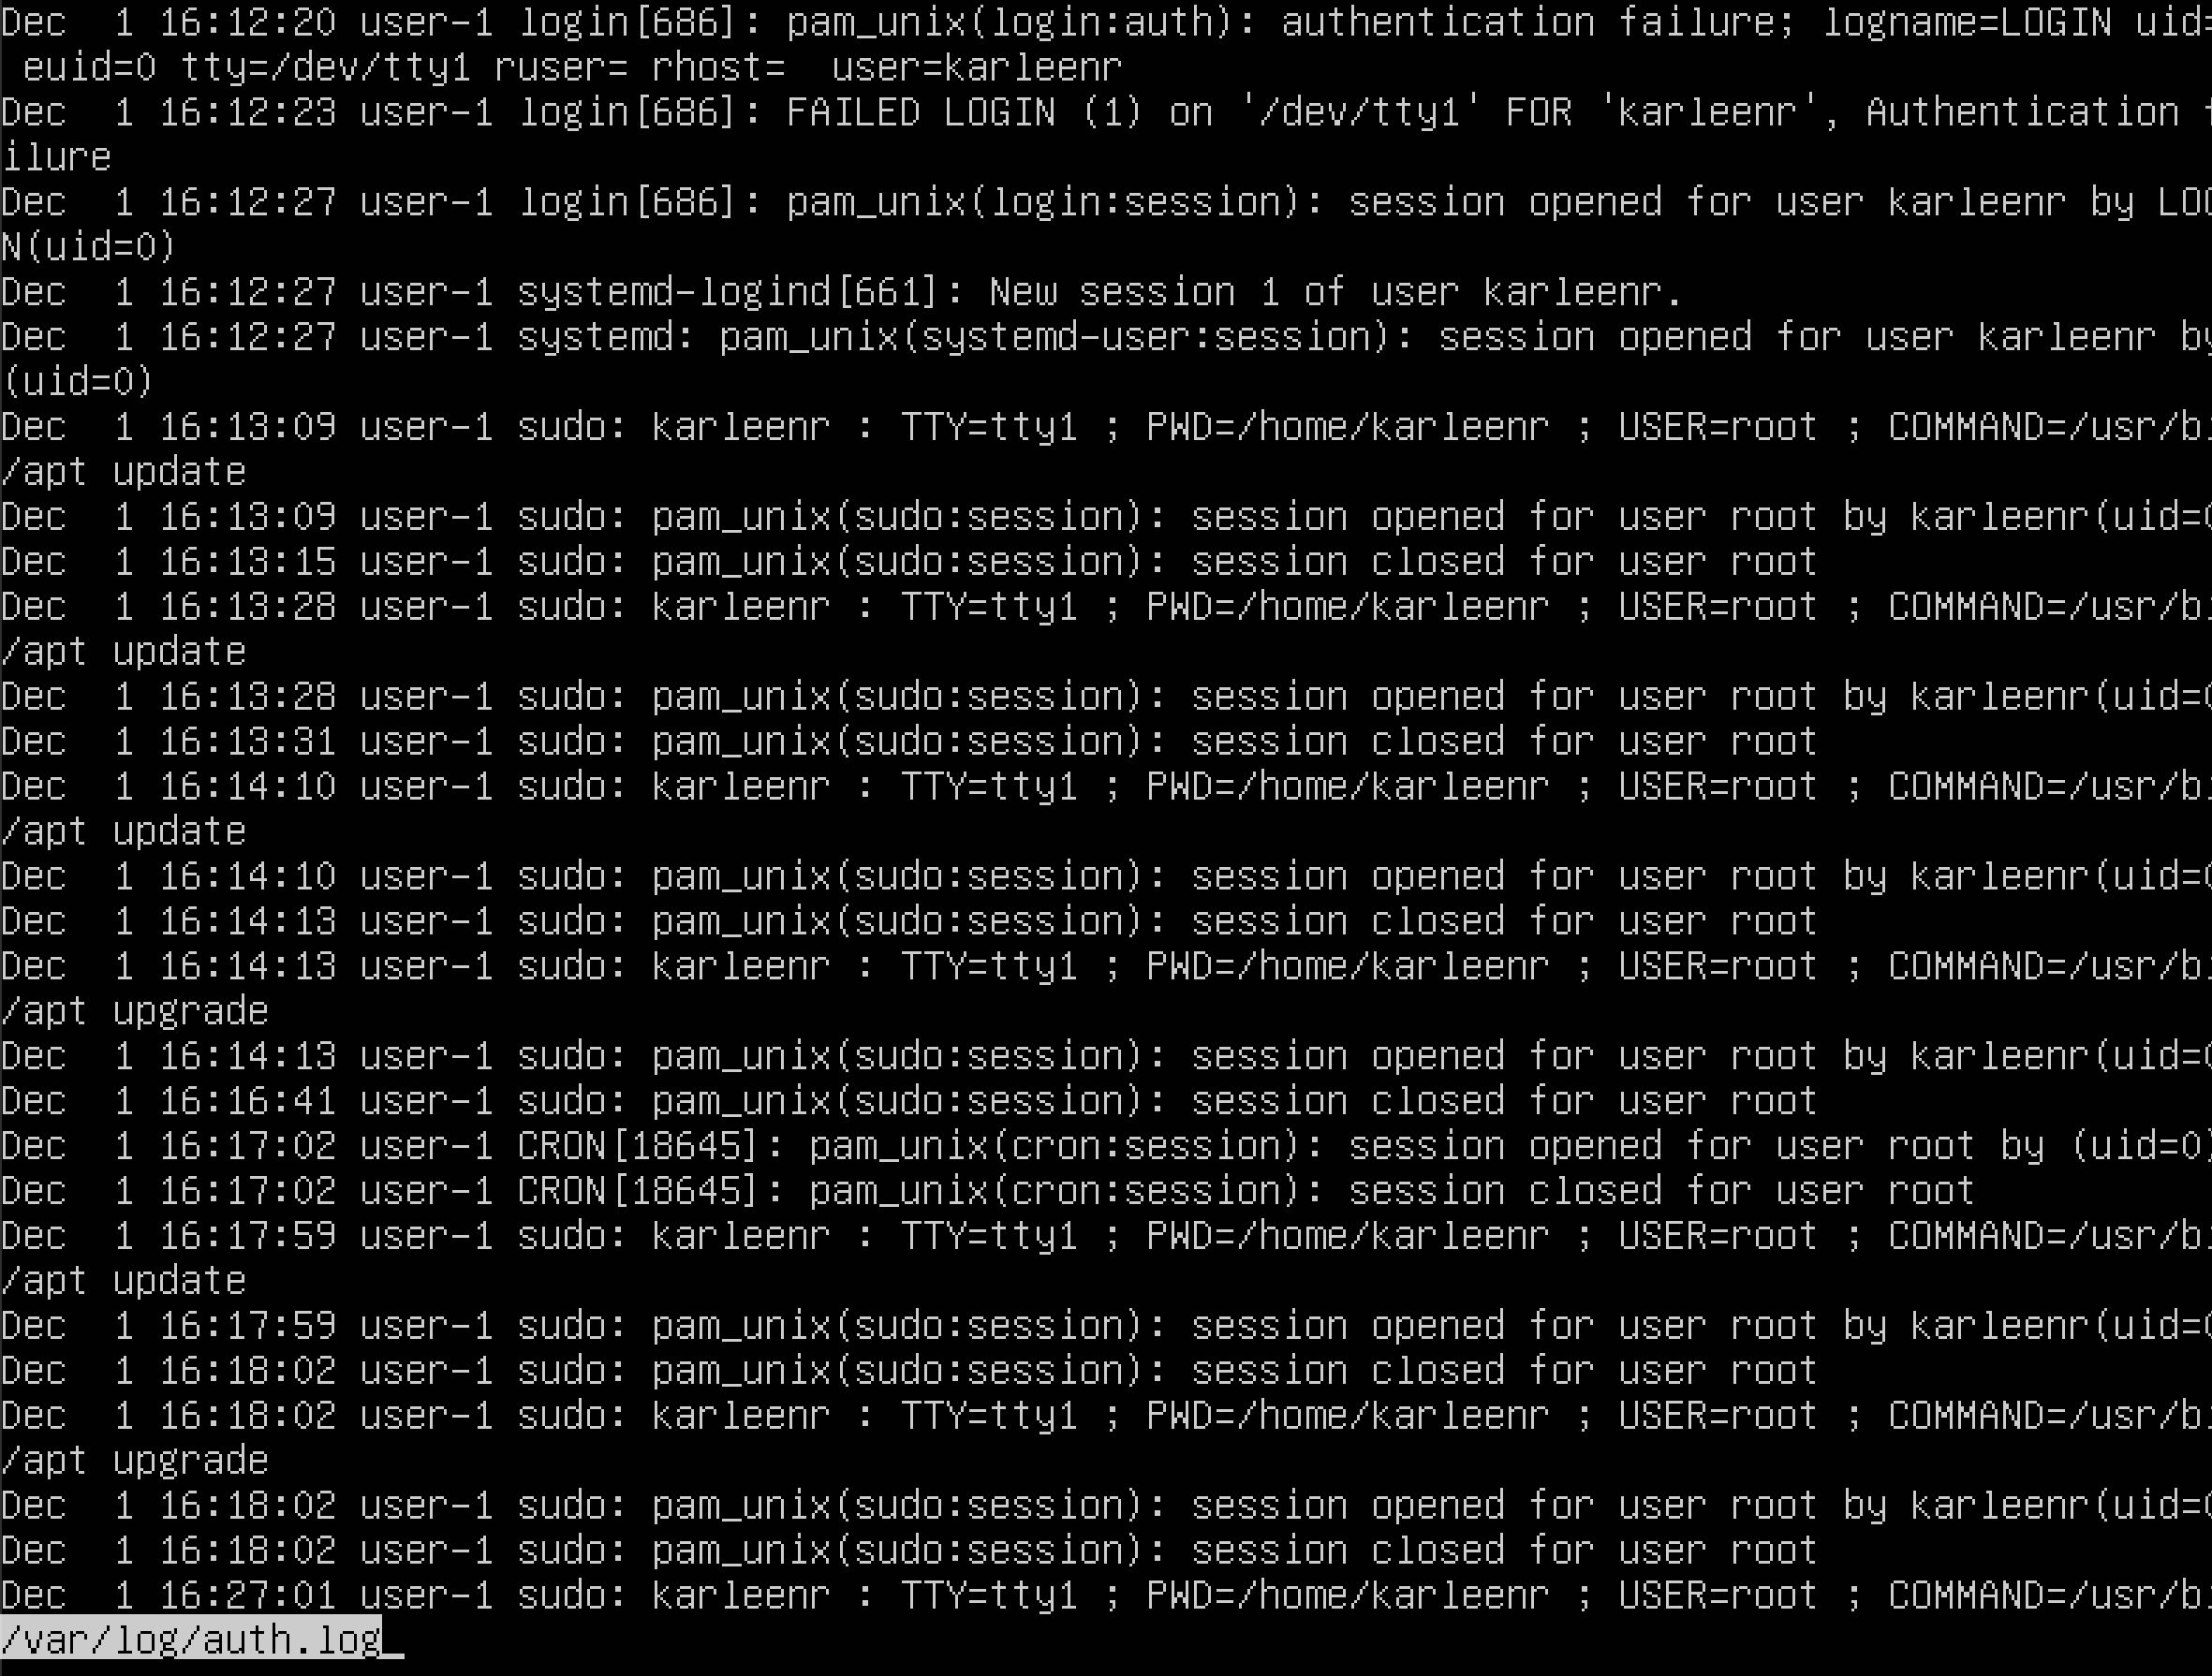 Dec  1 16:12:20 user-1 login[686]: pam_unix(login:auth): authentication failure; logname=LOGIN uid=
 euid=0 tty=/dev/tty1 ruser= rhost=  user=karleenr
Dec  1 16:12:23 user-1 login[686]: FAILED LOGIN (1) on '/dev/tty1' FOR 'karleenr', Authentication f
ilure
Dec  1 16:12:27 user-1 login[686]: pam_unix(login:session): session opened for user karleenr by LOG
N(uid=0)
Dec  1 16:12:27 user-1 systemd-logind[661]: New session 1 of user karleenr.
Dec  1 16:12:27 user-1 systemd: pam_unix(systemd-user:session): session opened for user karleenr by
(uid=0)
Dec  1 16:13:09 user-1 sudo: karleenr : TTY=tty1 ; PWD=/home/karleenr ; USER=root ; COMMAND=/usr/bi
/apt update
Dec  1 16:13:09 user-1 sudo: pam_unix(sudo:session): session opened for user root by karleenr(uid=0
Dec  1 16:13:15 user-1 sudo: pam_unix(sudo:session): session closed for user root
Dec  1 16:13:28 user-1 sudo: karleenr : TTY=tty1 ; PWD=/home/karleenr ; USER=root ; COMMAND=/usr/bi
/apt update
Dec  1 16:13:28 user-1 sudo: pam_unix(sudo:session): session opened for user root by karleenr(uid=0
Dec  1 16:13:31 user-1 sudo: pam_unix(sudo:session): session closed for user root
Dec  1 16:14:10 user-1 sudo: karleenr : TTY=tty1 ; PWD=/home/karleenr ; USER=root ; COMMAND=/usr/bi
/apt update
Dec  1 16:14:10 user-1 sudo: pam_unix(sudo:session): session opened for user root by karleenr(uid=0
Dec  1 16:14:13 user-1 sudo: pam_unix(sudo:session): session closed for user root
Dec  1 16:14:13 user-1 sudo: karleenr : TTY=tty1 ; PWD=/home/karleenr ; USER=root ; COMMAND=/usr/bi
/apt upgrade
Dec  1 16:14:13 user-1 sudo: pam_unix(sudo:session): session opened for user root by karleenr(uid=0
Dec  1 16:16:41 user-1 sudo: pam_unix(sudo:session): session closed for user root
Dec  1 16:17:02 user-1 CRON[18645]: pam_unix(cron:session): session opened for user root by (uid=0)
Dec  1 16:17:02 user-1 CRON[18645]: pam_unix(cron:session): session closed for user root
Dec  1 16:17:59 user-1 sudo: karleenr : TTY=tty1 ; PWD=/home/karleenr ; USER=root ; COMMAND=/usr/bi
/apt update
Dec  1 16:17:59 user-1 sudo: pam_unix(sudo:session): session opened for user root by karleenr(uid=0
Dec  1 16:18:02 user-1 sudo: pam_unix(sudo:session): session closed for user root
Dec  1 16:18:02 user-1 sudo: karleenr : TTY=tty1 ; PWD=/home/karleenr ; USER=root ; COMMAND=/usr/bi
/apt upgrade
Dec  1 16:18:02 user-1 sudo: pam_unix(sudo:session): session opened for user root by karleenr(uid=0
Dec  1 16:18:02 user-1 sudo: pam_unix(sudo:session): session closed for user root
Dec  1 16:27:01 user-1 sudo: karleenr : TTY=tty1 ; PWD=/home/karleenr ; USER=root ; COMMAND=/usr/bi
/var/log/auth.log